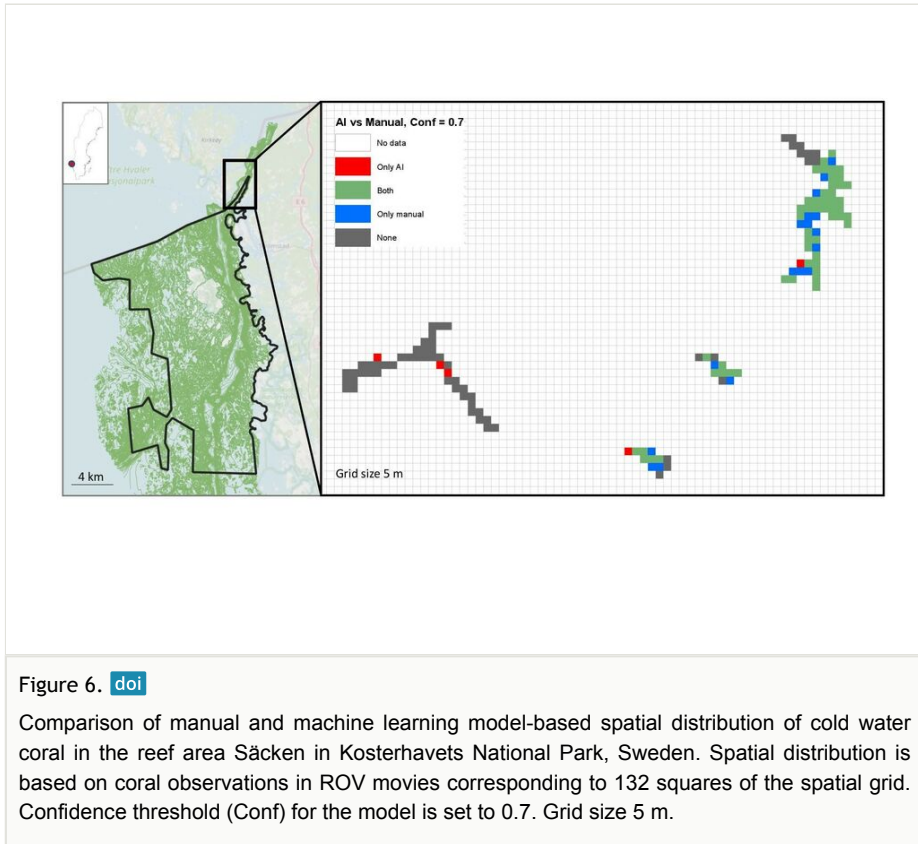 AI vs Manual, Conf = 0.7
No data
Only AI
Both
Only manual
None
4 km
Grid size 5 m
Figure 6. doi
Comparison of manual and machine learning model-based spatial distribution of cold water
coral in the reef area Säcken in Kosterhavets National Park, Sweden. Spatial distribution is
based on coral observations in ROV movies corresponding to 132 squares of the spatial grid.
Confidence threshold (Conf) for the model is set to 0.7. Grid size 5 m.